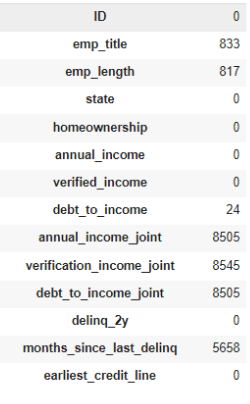 ID 0
emp_title 833
emp_length 817
state 0
homeownership 0
annual_income 0
verified_income 0
debt_to_income 24
annual_income_joint 8505
verification_income_joint 8545
debt_to_income_joint 8505
delinq_2y 0
months_since_last_delinq 5658
earliest_credit_line 0